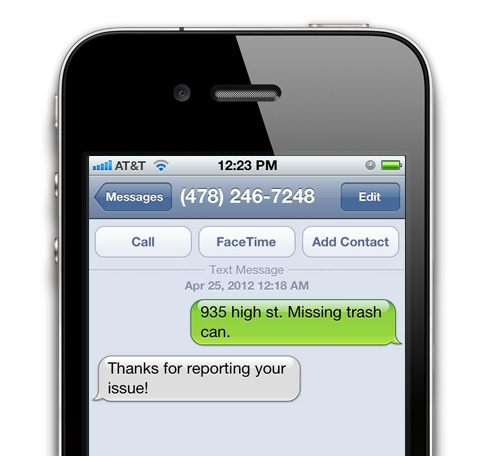 AT&T 12:23 PM
Messages (478) 246-7248 Edit
Call FaceTime Add Contact
Text Message
Apr 25, 2012 12:18 AM
935 high st. Missing trash
can.
Thanks for reporting your
issue!